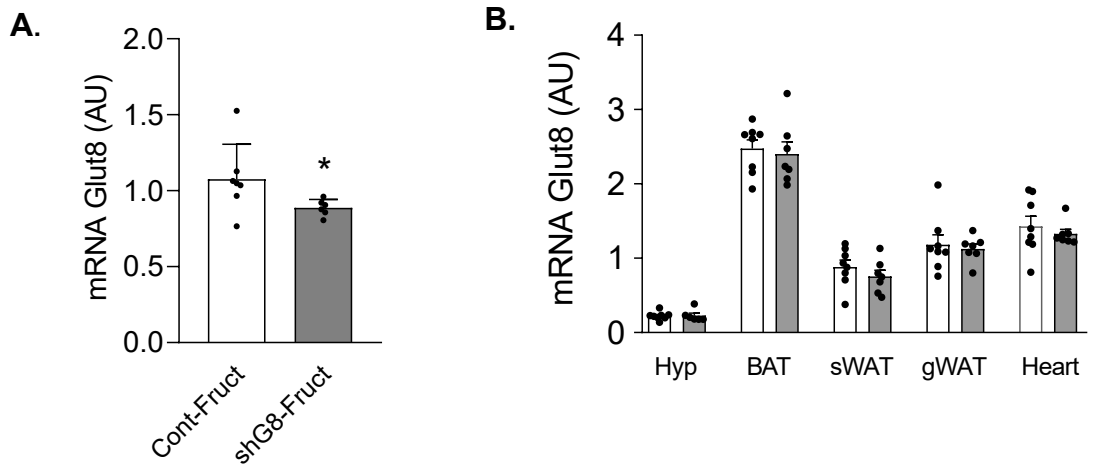 A.
mRNA Glut8 (AU)
2.0
1.5
1.0
0.5
0.0
*
Cont-Fruct
shG8-Fruct
B.
mRNA Glut8 (AU)
4
3
2
1
0
Hyp BAT sWAT gWAT Heart